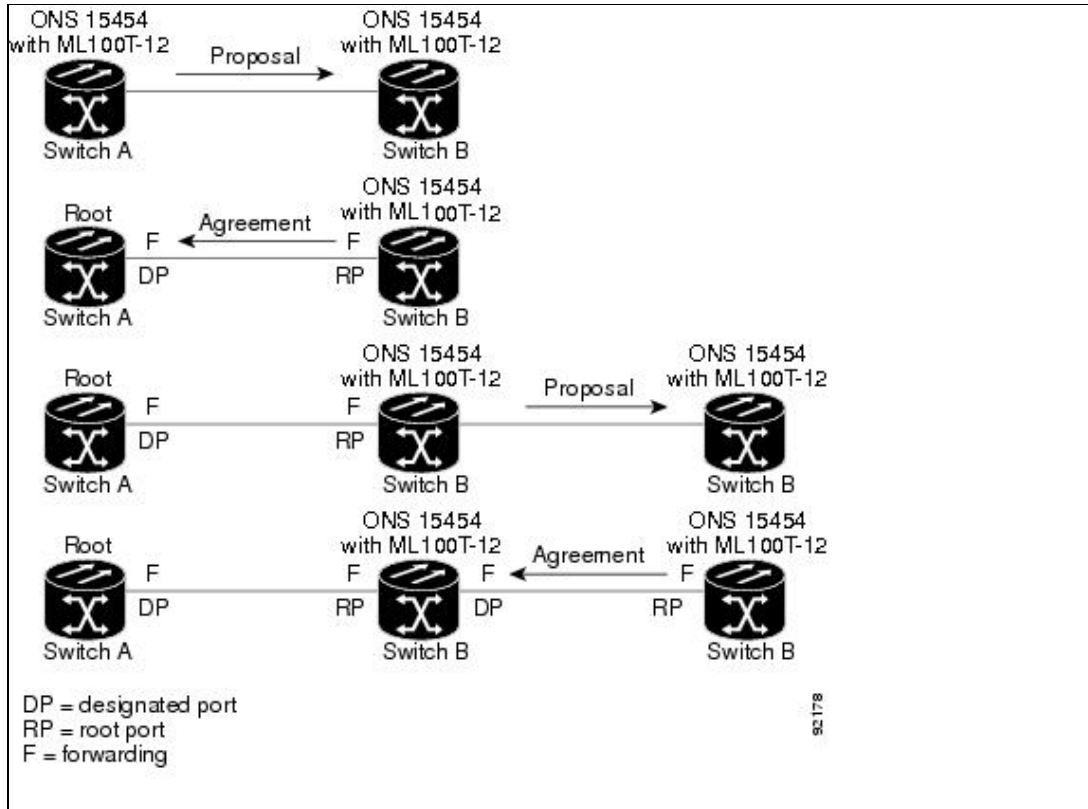 ONS 15454
with ML100T-12
Proposal
ONS 15454
with ML100T-12
Switch A
Switch B
Root
Agreement
ONS 15454
with ML100T-12
F
F
DP
RP
Switch A
Switch B
Root
ONS 15454
with ML100T-12
Proposal
ONS 15454
with ML100T-12
F
F
DP
RP
Switch A
Switch B
Switch B
Root
ONS 15454
with ML100T-12
Agreement
ONS 15454
with ML100T-12
F
F
F
F
DP
RP
DP
RP
Switch A
Switch B
Switch B
DP = designated port
RP = root port
F = forwarding
92178